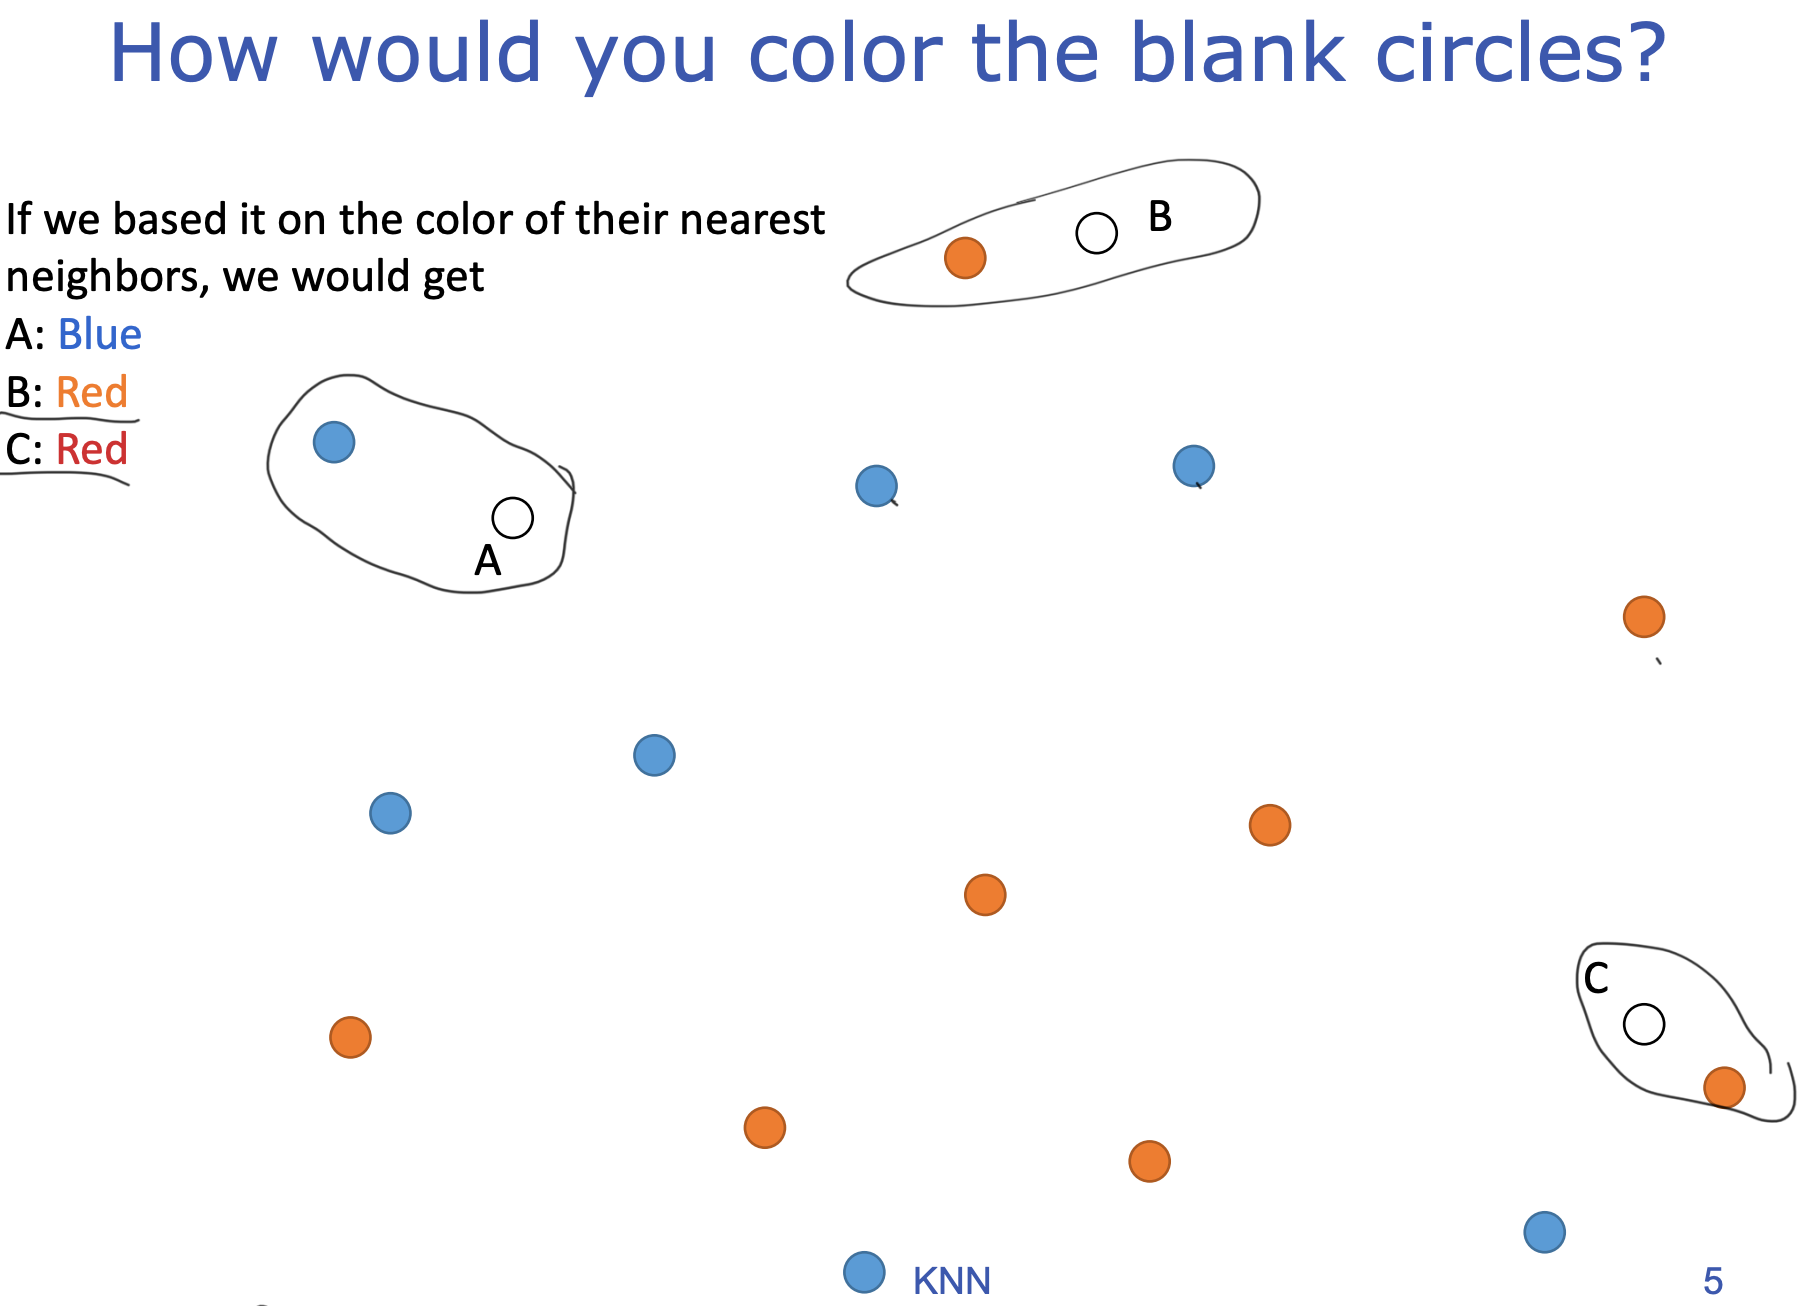 How would you color the blank circles?
If we based it on the color of their nearest
neighbors, we would get
A: Blue
B: Red
C: Red
B
A
C
KNN
5